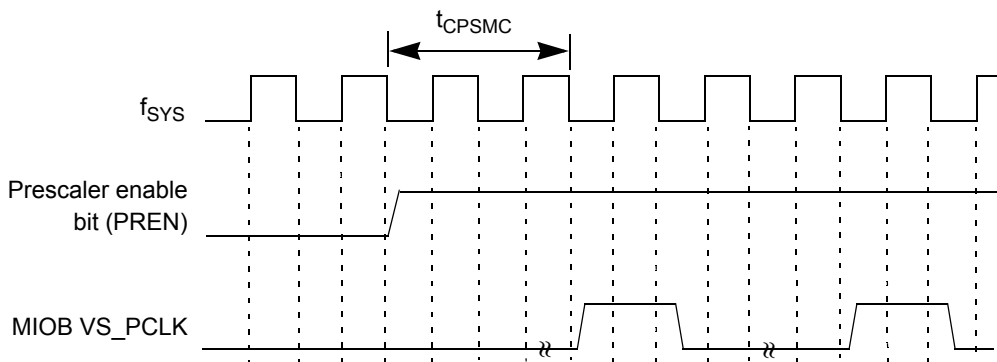 tCPSMC
fSYS
Prescaler enable
bit (PREN)
MIOB VS_PCLK